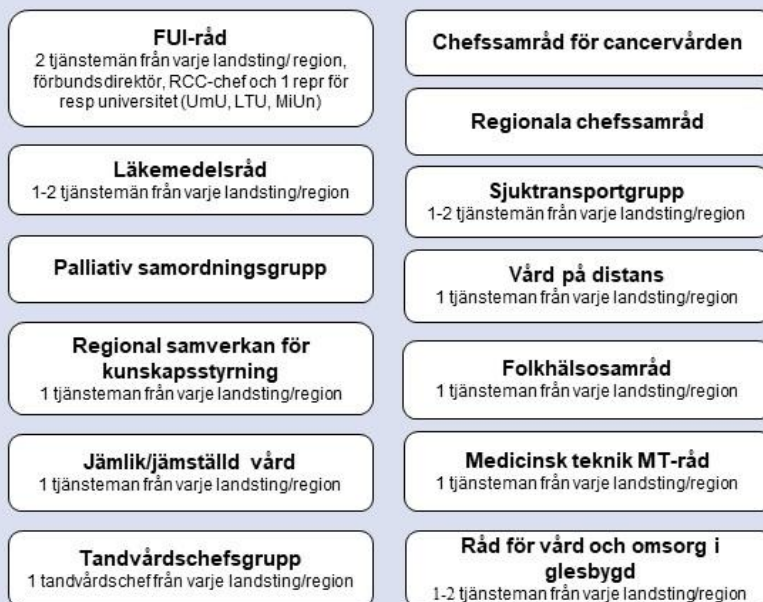 FUI-råd
2 tjänstemän från varje landsting/ region,
förbundsdirektör, RCC-chef och 1 repr för
resp universitet (UmU, LTU, MiUn)
Läkemedelsråd
1-2 tjänstemän från varje landsting/region
Palliativ samordningsgrupp
Regional samverkan för
kunskapsstyrning
1 tjänsteman från varje landsting/region
Jämlik/jämställd vård
1 tjänsteman från varje landsting/region
Tandvårdschefsgrupp
1 tandvårdschef från varje landsting/region
Chefssamråd för cancervården
Regionala chefssamråd
Sjuktransportgrupp
1-2 tjänstemän från varje landsting/region
Vård på distans
1 tjänsteman från varje landsting/region
Folkhälsosamråd
1 tjänsteman från varje landsting/region
Medicinsk teknik MT-råd
1 tjänsteman från varje landsting/region
Råd för vård och omsorg i
glesbygd
1-2 tjänsteman från varje landsting/region